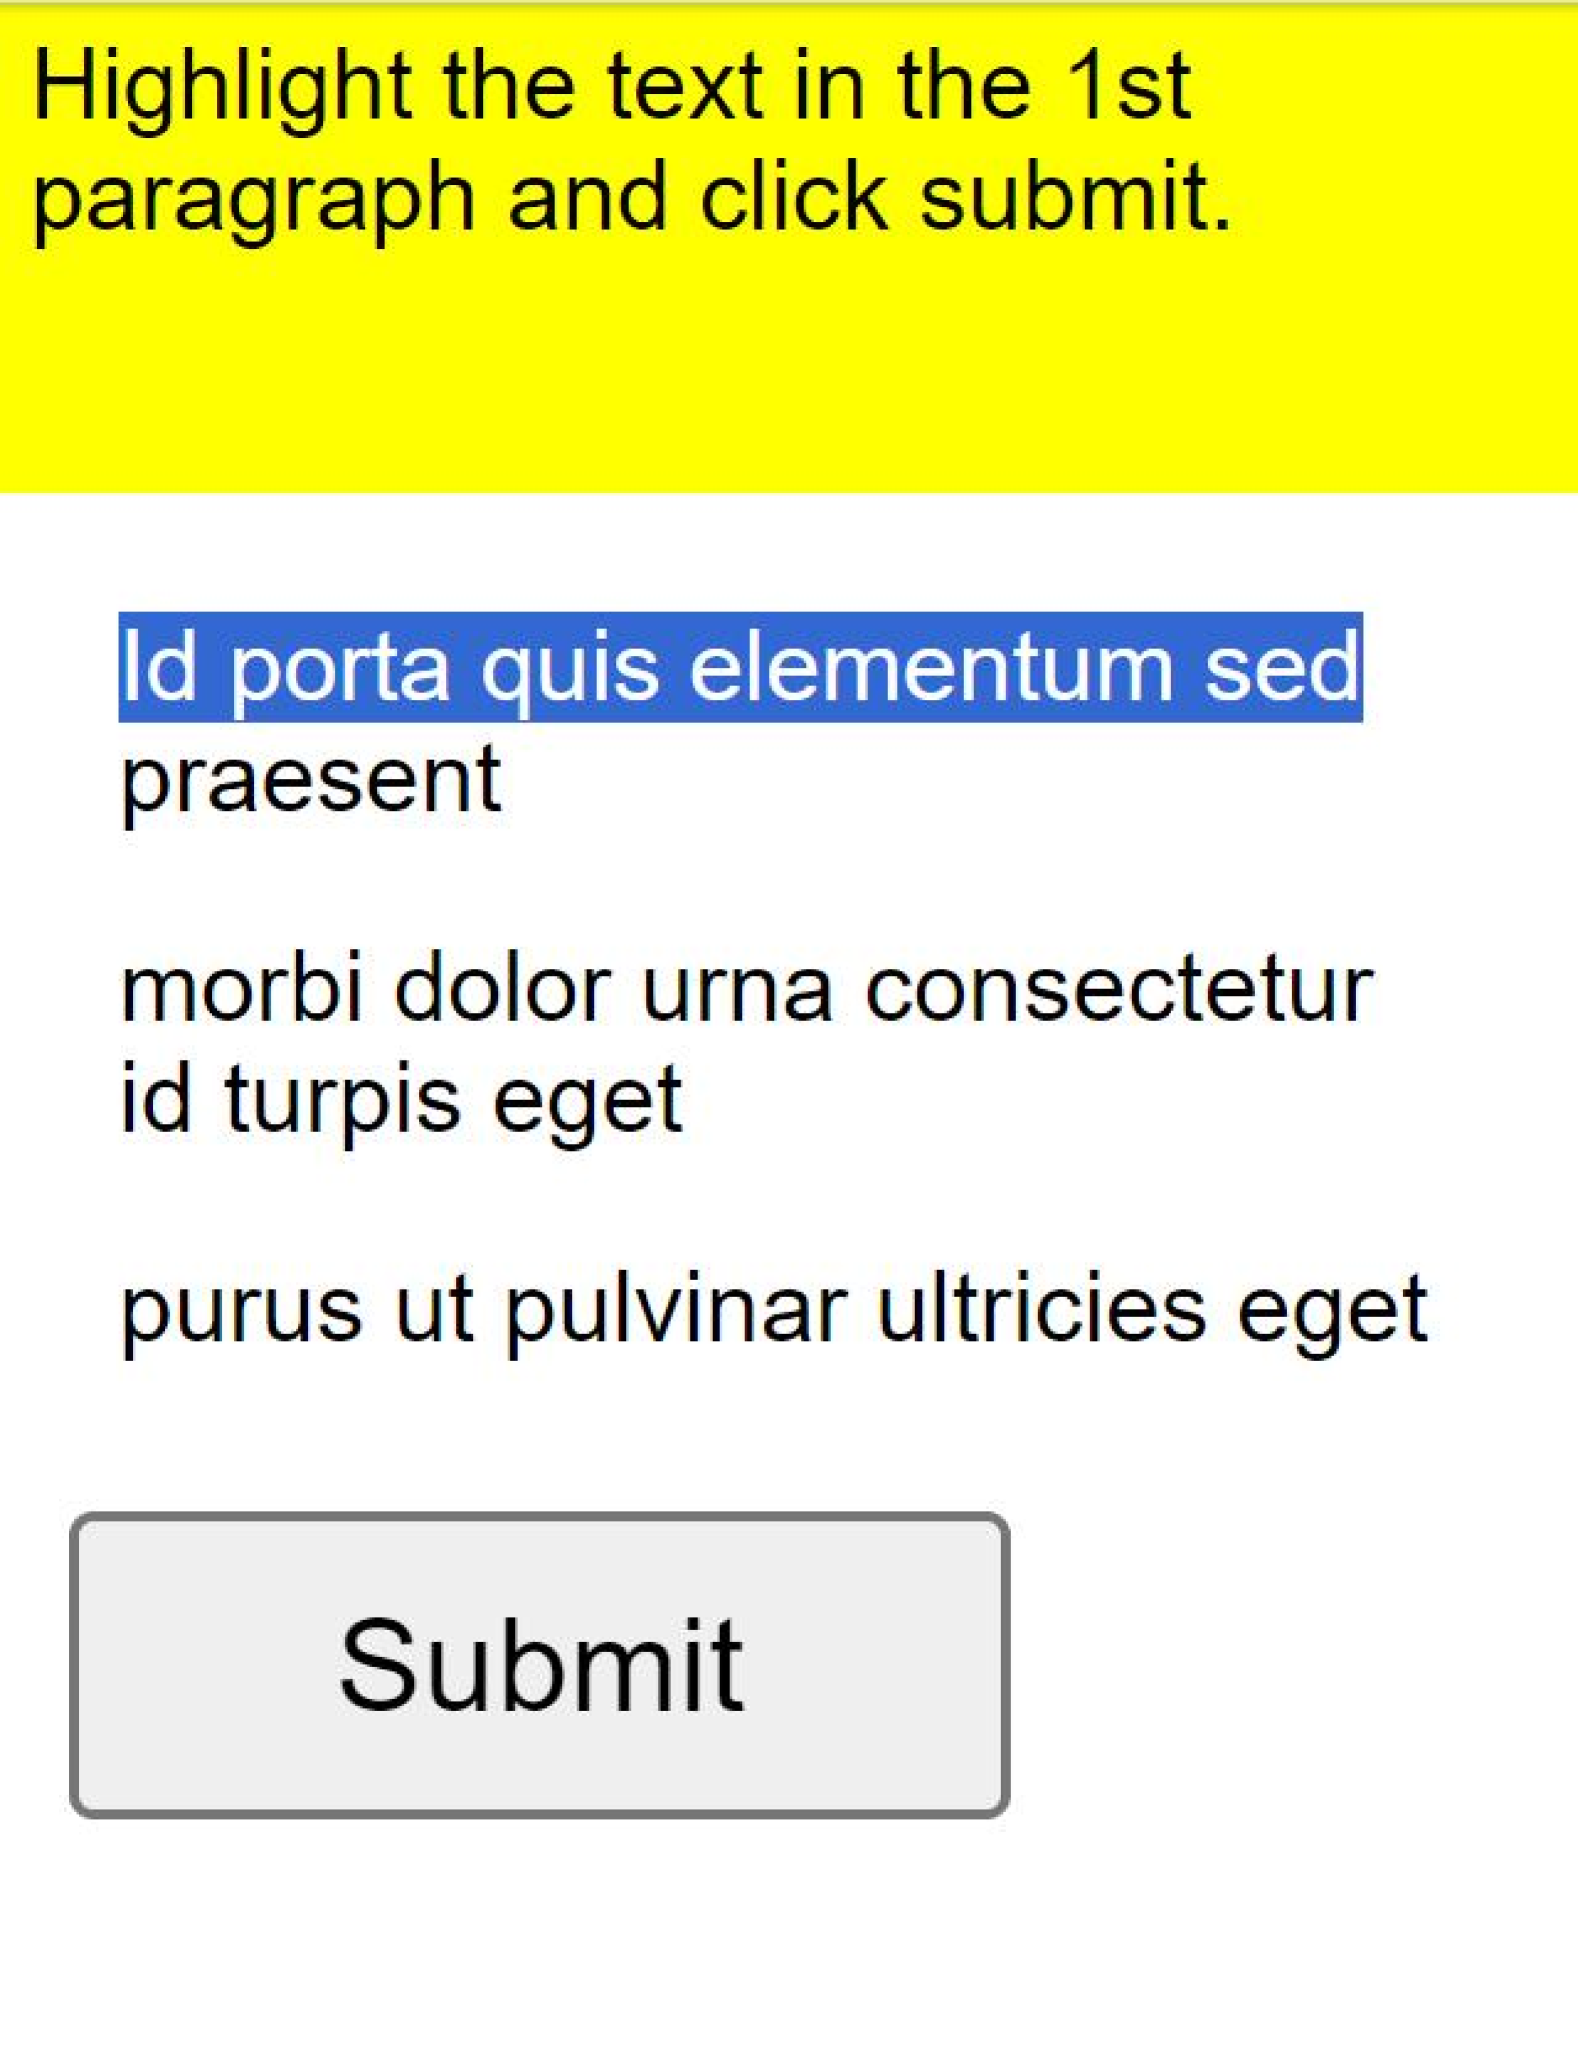 Highlight the text in the 1st
paragraph and click submit.
Id porta quis elementum sed
praesent
morbi dolor urna consectetur
id turpis eget
purus ut pulvinar ultricies eget
Submit